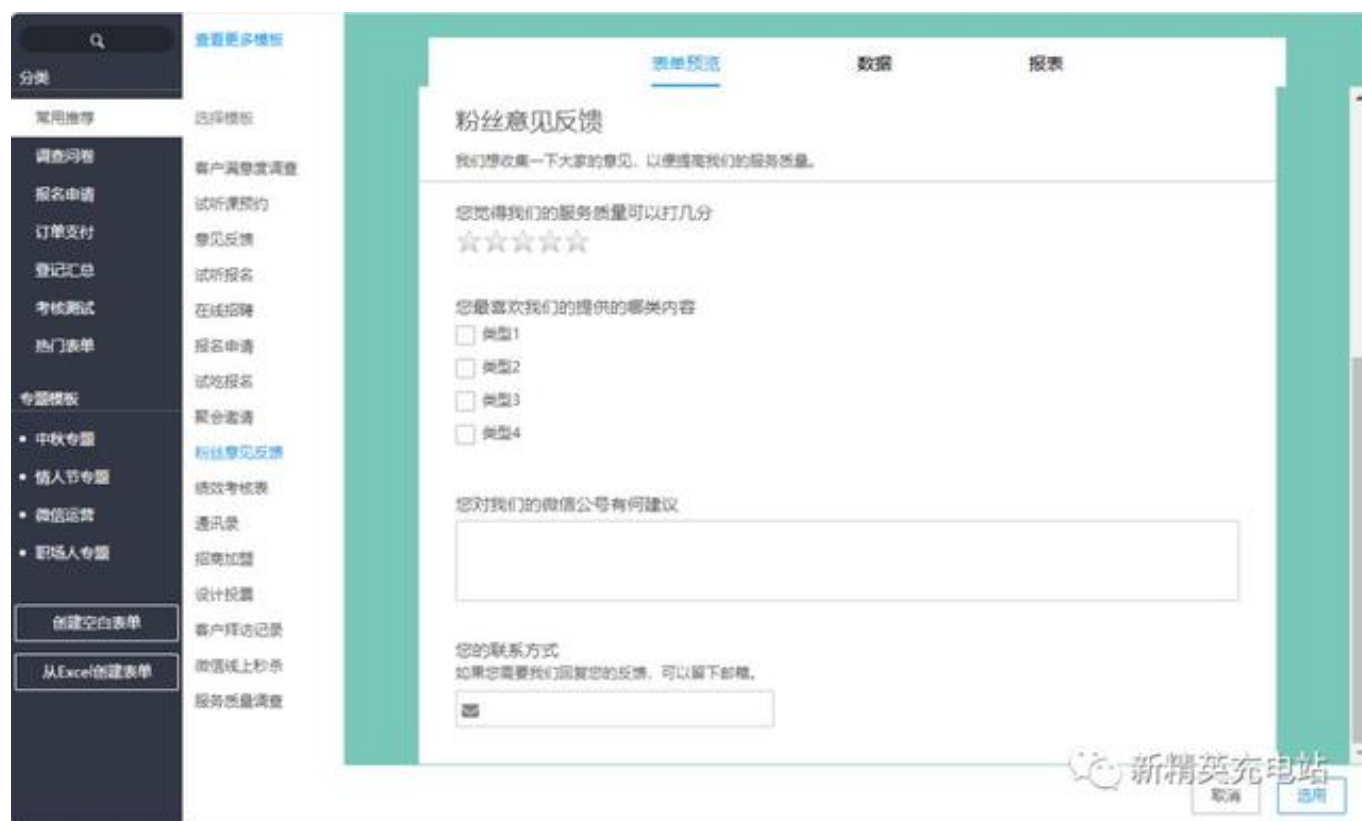 分类
常用推荐
调查问卷
报名申请
订单支付
登记汇总
考核测试
热门表单
专题模板
中秋专题
情人节专题
微信运营
职场人专题
创建空白表单
从Excel创建表单
查看更多模板
选择模板
客户满意度调查
试听课预约
意见反馈
试听报名
在线招聘
报名申请
试吃报名
聚会邀请
粉丝意见反馈
绩效考核表
通讯录
招商加盟
设计投票
客户拜访记录
微信线上秒杀
服务质量调查
表单预览 数据 报表
粉丝意见反馈
我们想收集一下大家的意见，以便提高我们的服务质量。
您觉得我们的服务质量可以打几分
您最喜欢我们的提供的哪类内容
类型1
类型2
类型3
类型4
您对我们的微信公号有何建议
您的联系方式
如果您需要我们回复您的反馈，可以留下邮箱。
新精英充电站
取消 选用